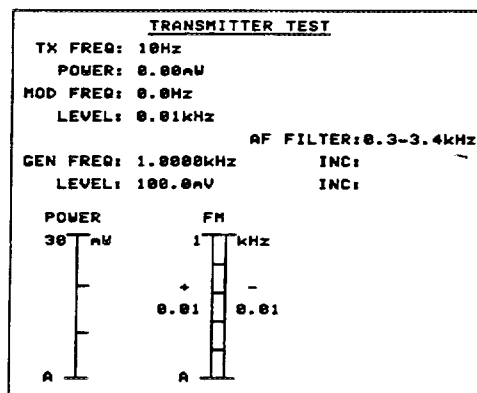 TRANSMITTER TEST
TX FREQ: 10Hz
POWER: 0.00mW
MOD FREQ: 0.0Hz
LEVEL: 0.01kHz
AF FILTER:0.3-3.4kHz
GEN FREQ: 1.0000kHz INC:
LEVEL: 100.0mV INC:
POWER FM
30 mW 1 kHz
+ -
0.01 0.01
A A